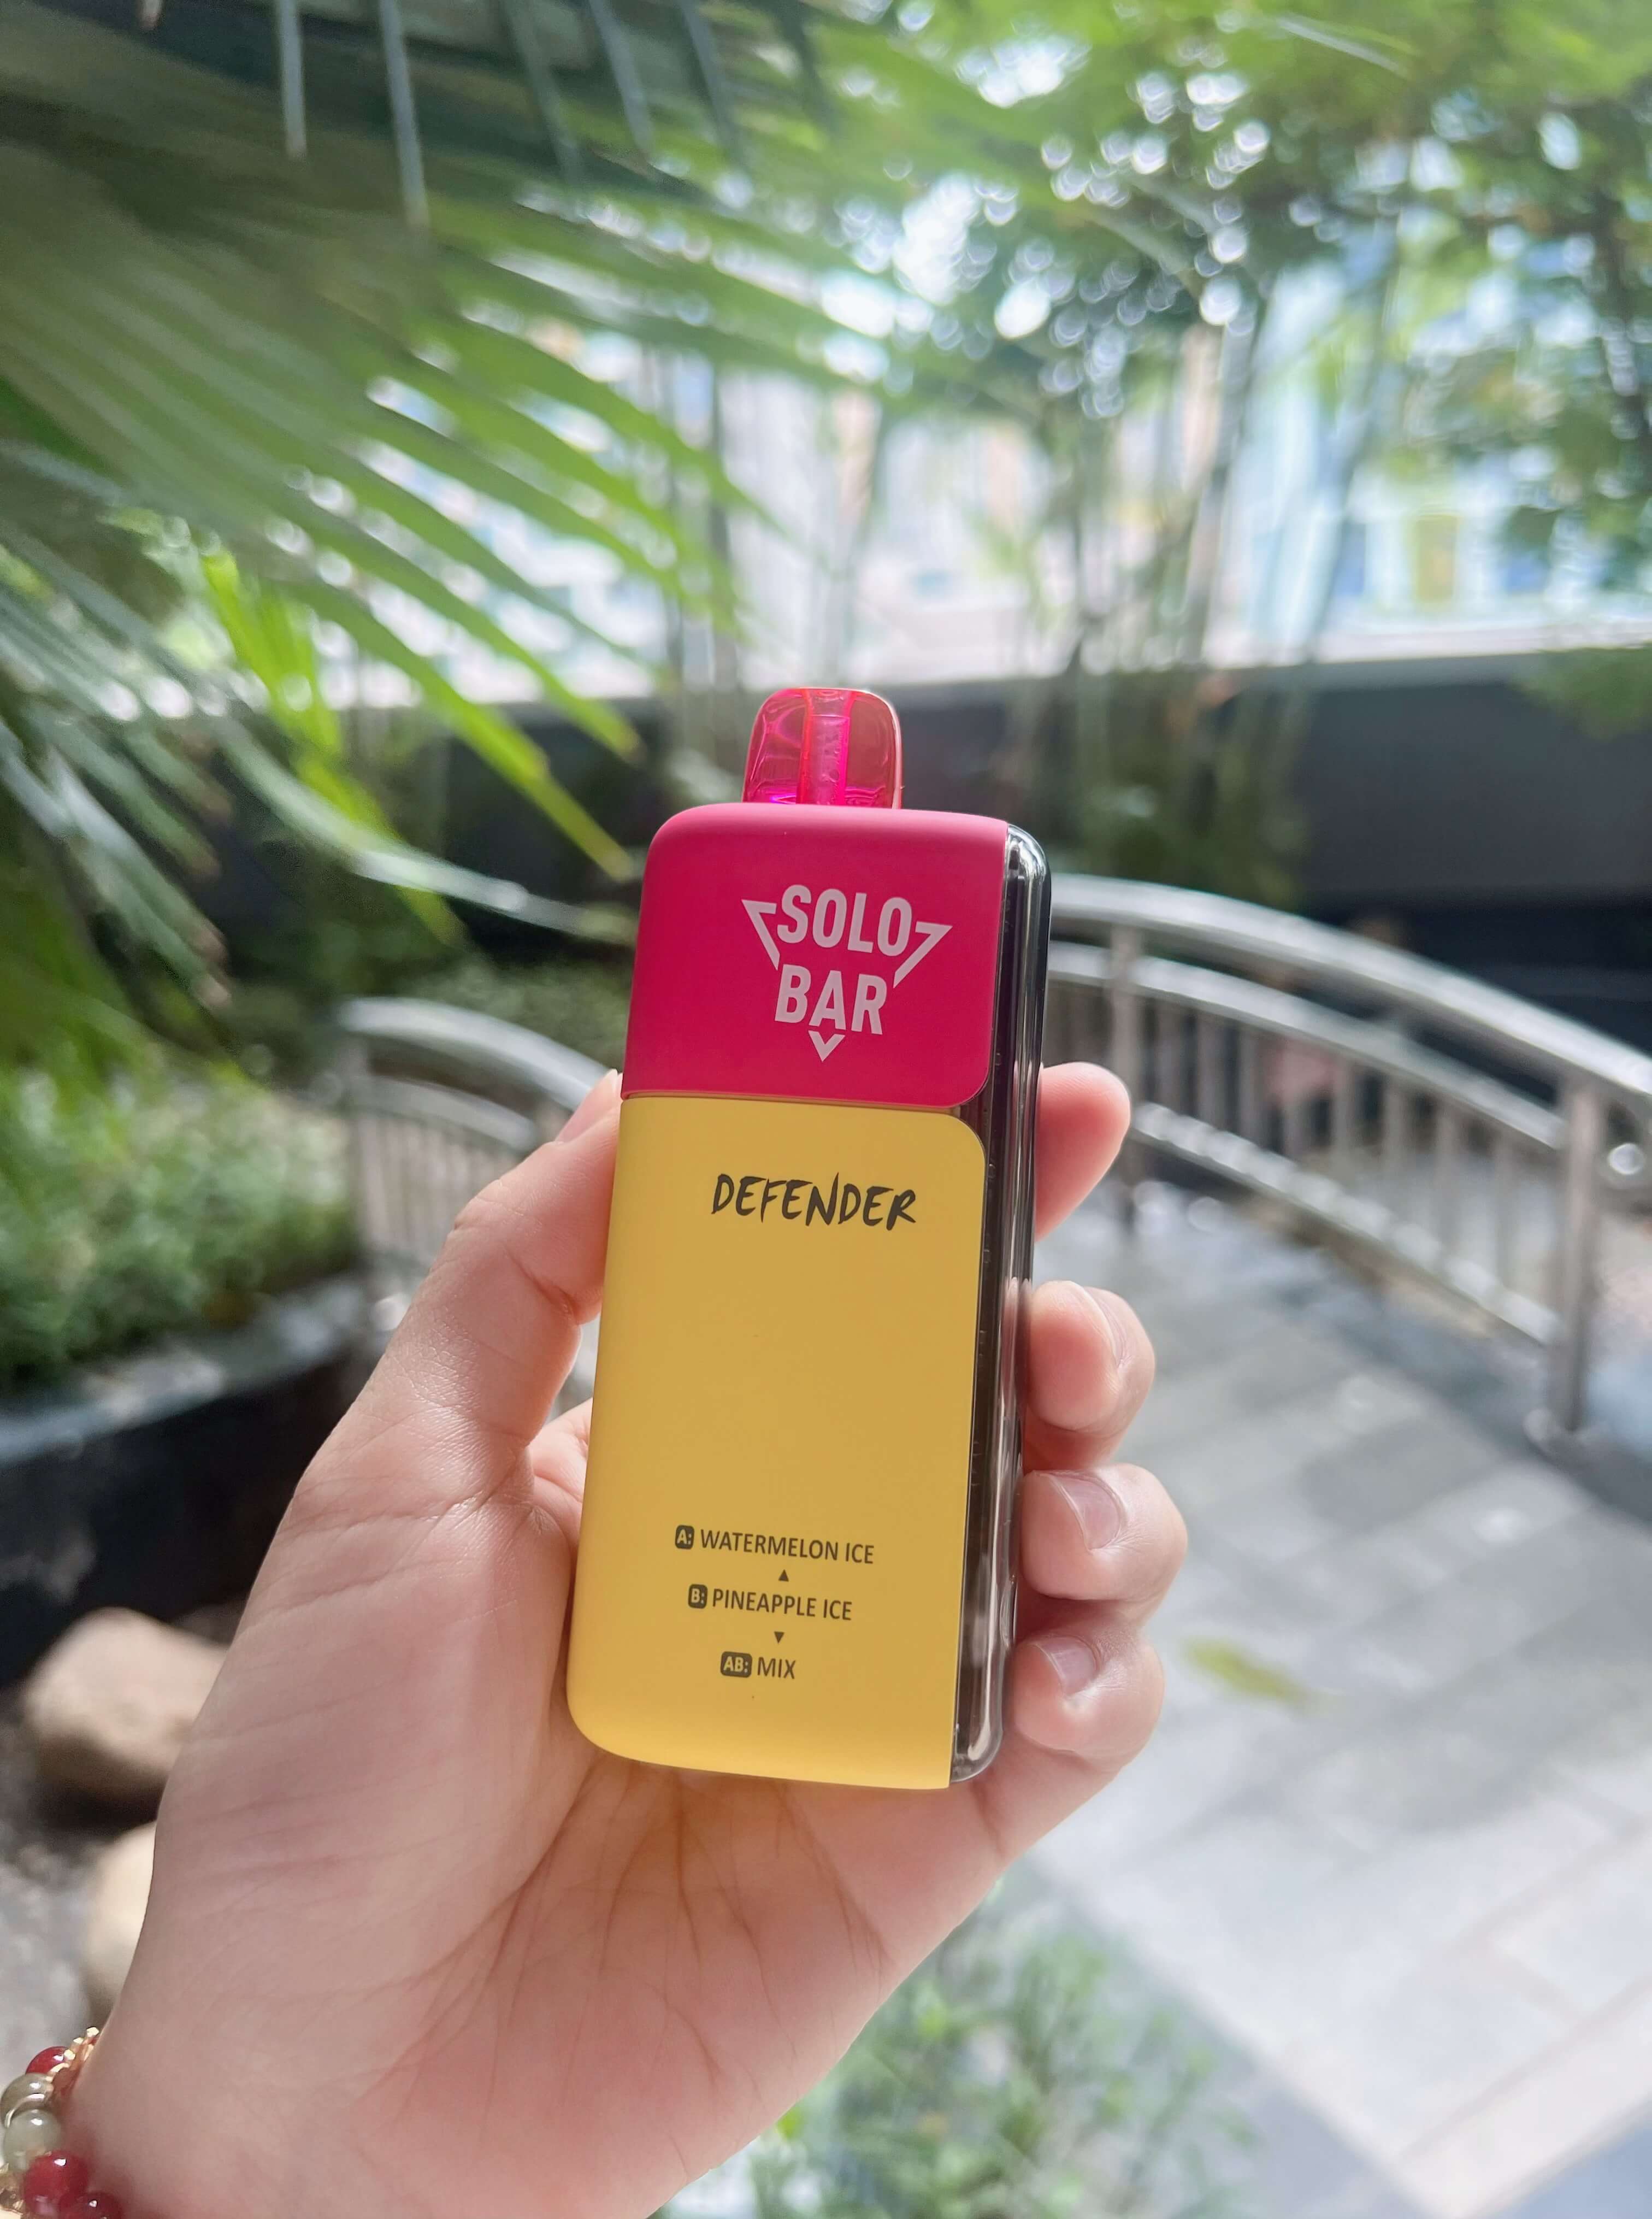 SOLO
BAR
DEFENDER
A: WATERMELON ICE
▲
B: PINEAPPLE ICE
▼
AB: MIX